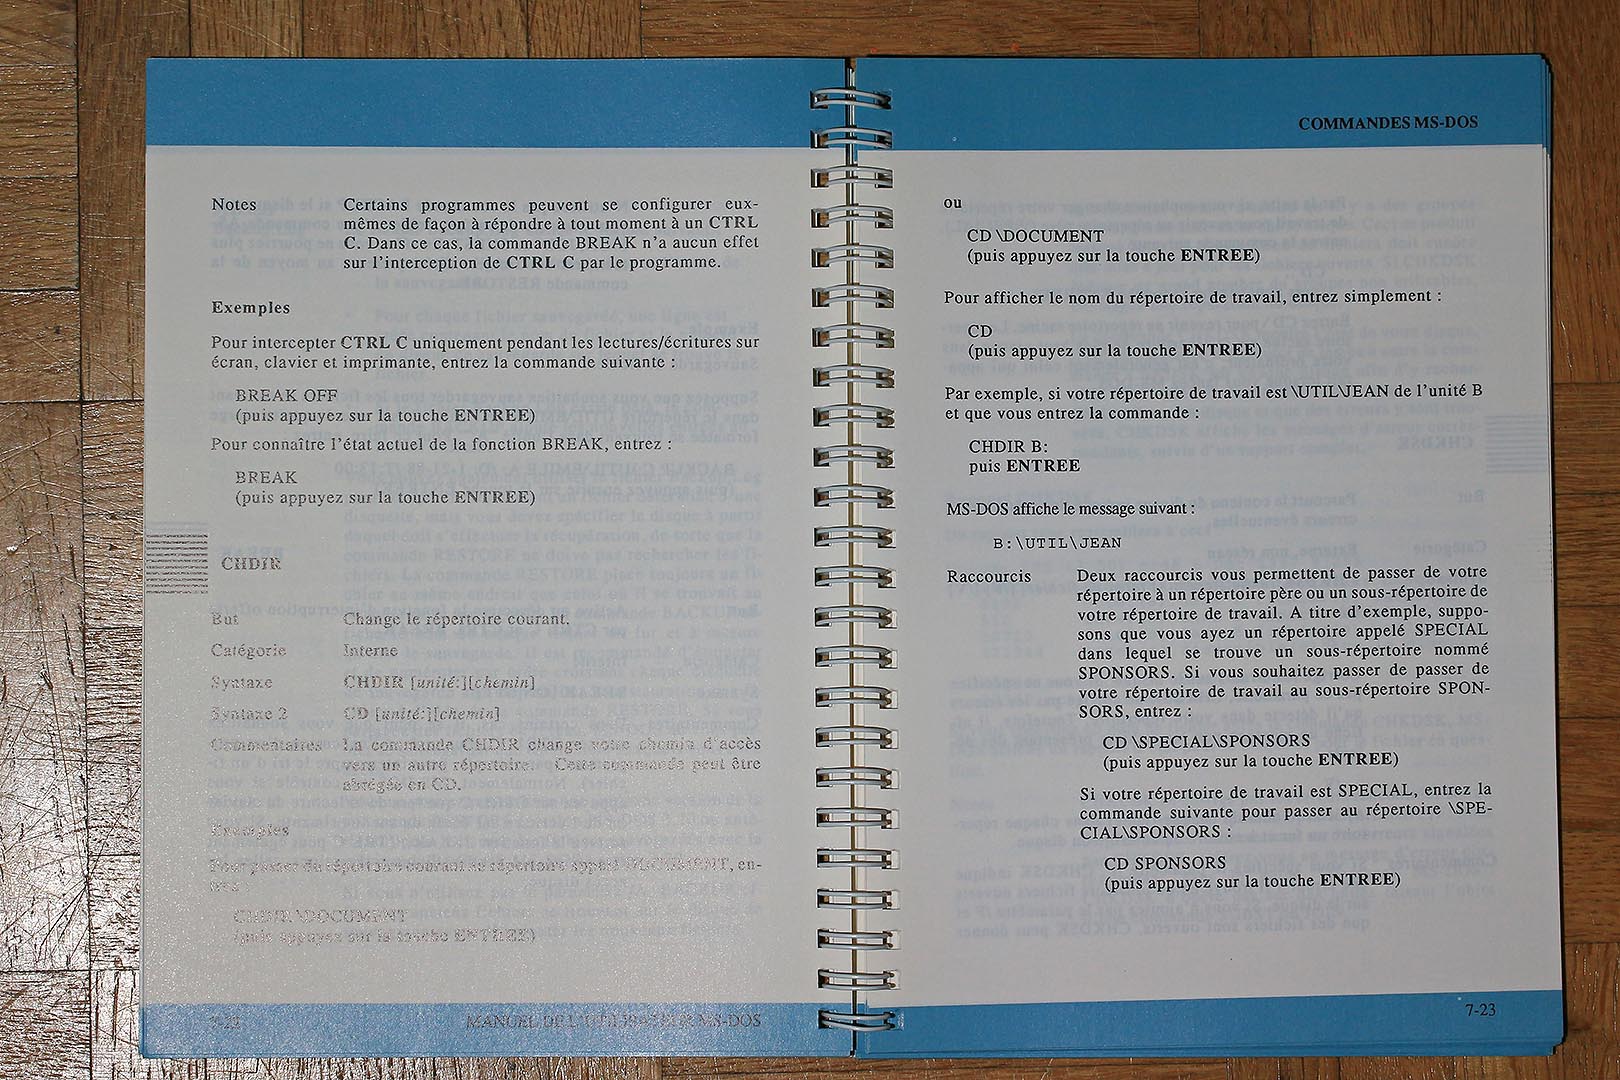 Notes Certains programmes peuvent se configurer eux-
mêmes de façon à répondre à tout moment à un CTRL
C. Dans ce cas, la commande BREAK n'a aucun effet
sur l'interception de CTRL C par le programme.
Exemples
Pour intercepter CTRL C uniquement pendant les lectures/écritures sur
écran, clavier et imprimante, entrez la commande suivante :
BREAK OFF
(puis appuyez sur la touche ENTREE)
Pour connaître l'état actuel de la fonction BREAK, entrez :
BREAK
(puis appuyez sur la touche ENTREE)
CHDIR
But Change le répertoire courant.
Catégorie Interne
Syntaxe CHDIR [unité:][chemin]
Syntaxe 2 CD [unité:][chemin]
Commentaires La commande CHDIR change votre chemin d'accès
vers un autre répertoire. Cette commande peut être
abrégée en CD.
Exemples
Pour passer du répertoire courant au répertoire appelé DOCUMENT, en-
trez :
CHDIR \DOCUMENT
(puis appuyez sur la touche ENTREE)
7-22 MANUEL DE L'UTILISATEUR MS-DOS
COMMANDES MS-DOS
ou
CD \DOCUMENT
(puis appuyez sur la touche ENTREE)
Pour afficher le nom du répertoire de travail, entrez simplement :
CD
(puis appuyez sur la touche ENTREE)
Par exemple, si votre répertoire de travail est \UTIL\JEAN de l'unité B
et que vous entrez la commande :
CHDIR B:
puis ENTREE
MS-DOS affiche le message suivant :
B:\UTIL\JEAN
Raccourcis Deux raccourcis vous permettent de passer de votre
répertoire à un répertoire père ou un sous-répertoire de
votre répertoire de travail. A titre d'exemple, suppo-
sons que vous ayez un répertoire appelé SPECIAL
dans lequel se trouve un sous-répertoire nommé
SPONSORS. Si vous souhaitez passer de passer de
votre répertoire de travail au sous-répertoire SPON-
SORS, entrez :
CD \SPECIAL\SPONSORS
(puis appuyez sur la touche ENTREE)
Si votre répertoire de travail est SPECIAL, entrez la
commande suivante pour passer au répertoire \SPE-
CIAL\SPONSORS :
CD SPONSORS
(puis appuyez sur la touche ENTREE)
7-23